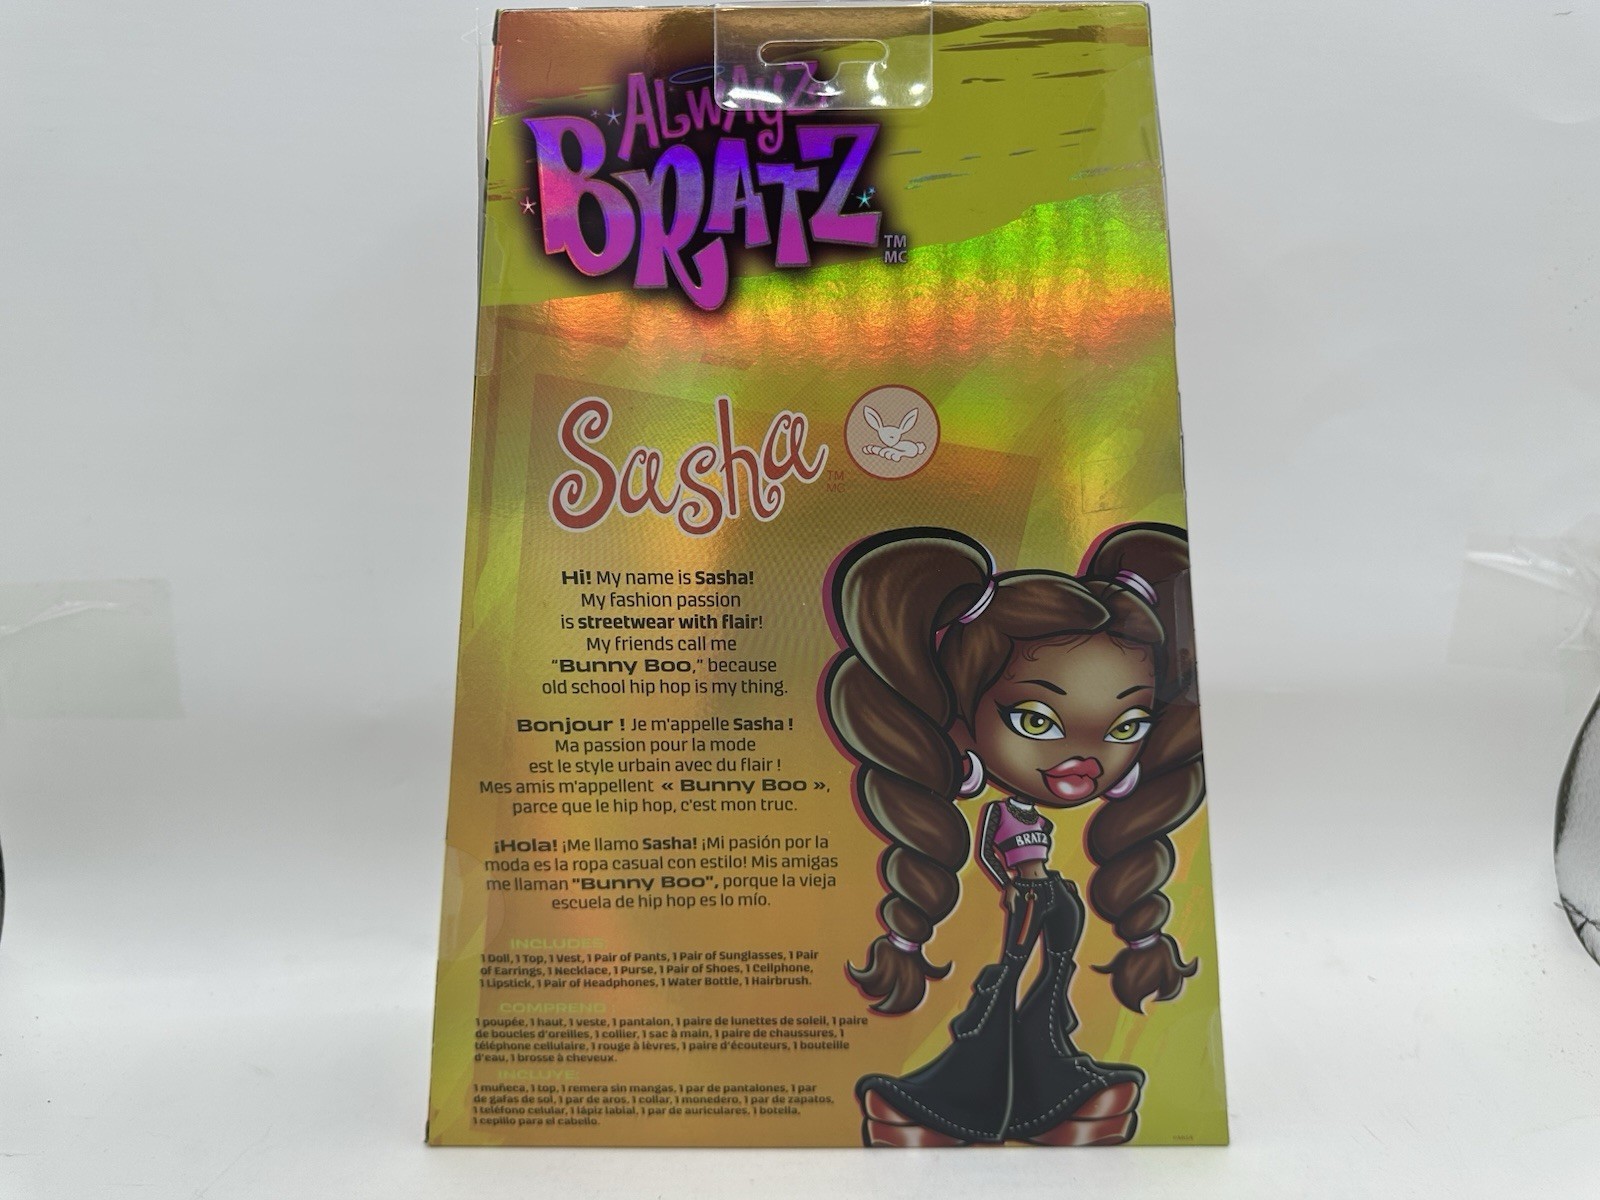 ALWAYZ
BRATZ
TM
MC
Sasha
TM
MC
Hi! My name is Sasha!
My fashion passion
is streetwear with flair!
My friends call me
"Bunny Boo," because
old school hip hop is my thing.
Bonjour ! Je m'appelle Sasha !
Ma passion pour la mode
est le style urbain avec du flair !
Mes amis m'appellent « Bunny Boo »,
parce que le hip hop, c'est mon truc.
¡Hola! ¡Me llamo Sasha! ¡Mi pasión por la
moda es la ropa casual con estilo! Mis amigas
me llaman "Bunny Boo", porque la vieja
escuela de hip hop es lo mío.
BRATZ
INCLUDES:
1 Doll, 1 Top, 1 Vest, 1 Pair of Pants, 1 Pair of Sunglasses, 1 Pair
of Earrings, 1 Necklace, 1 Purse, 1 Pair of Shoes, 1 Cellphone,
1 Lipstick, 1 Pair of Headphones, 1 Water Bottle, 1 Hairbrush.
COMPREND :
1 poupée, 1 haut, 1 veste, 1 pantalon, 1 paire de lunettes de soleil, 1 paire
de boucles d'oreilles, 1 collier, 1 sac à main, 1 paire de chaussures, 1
téléphone cellulaire, 1 rouge à lèvres, 1 paire d'écouteurs, 1 bouteille
d'eau, 1 brosse à cheveux.
INCLUYE:
1 muñeca, 1 top, 1 remera sin mangas, 1 par de pantalones, 1 par
de gafas de sol, 1 par de aros, 1 collar, 1 monedero, 1 par de zapatos,
1 teléfono celular, 1 lápiz labial, 1 par de auriculares, 1 botella,
1 cepillo para el cabello.